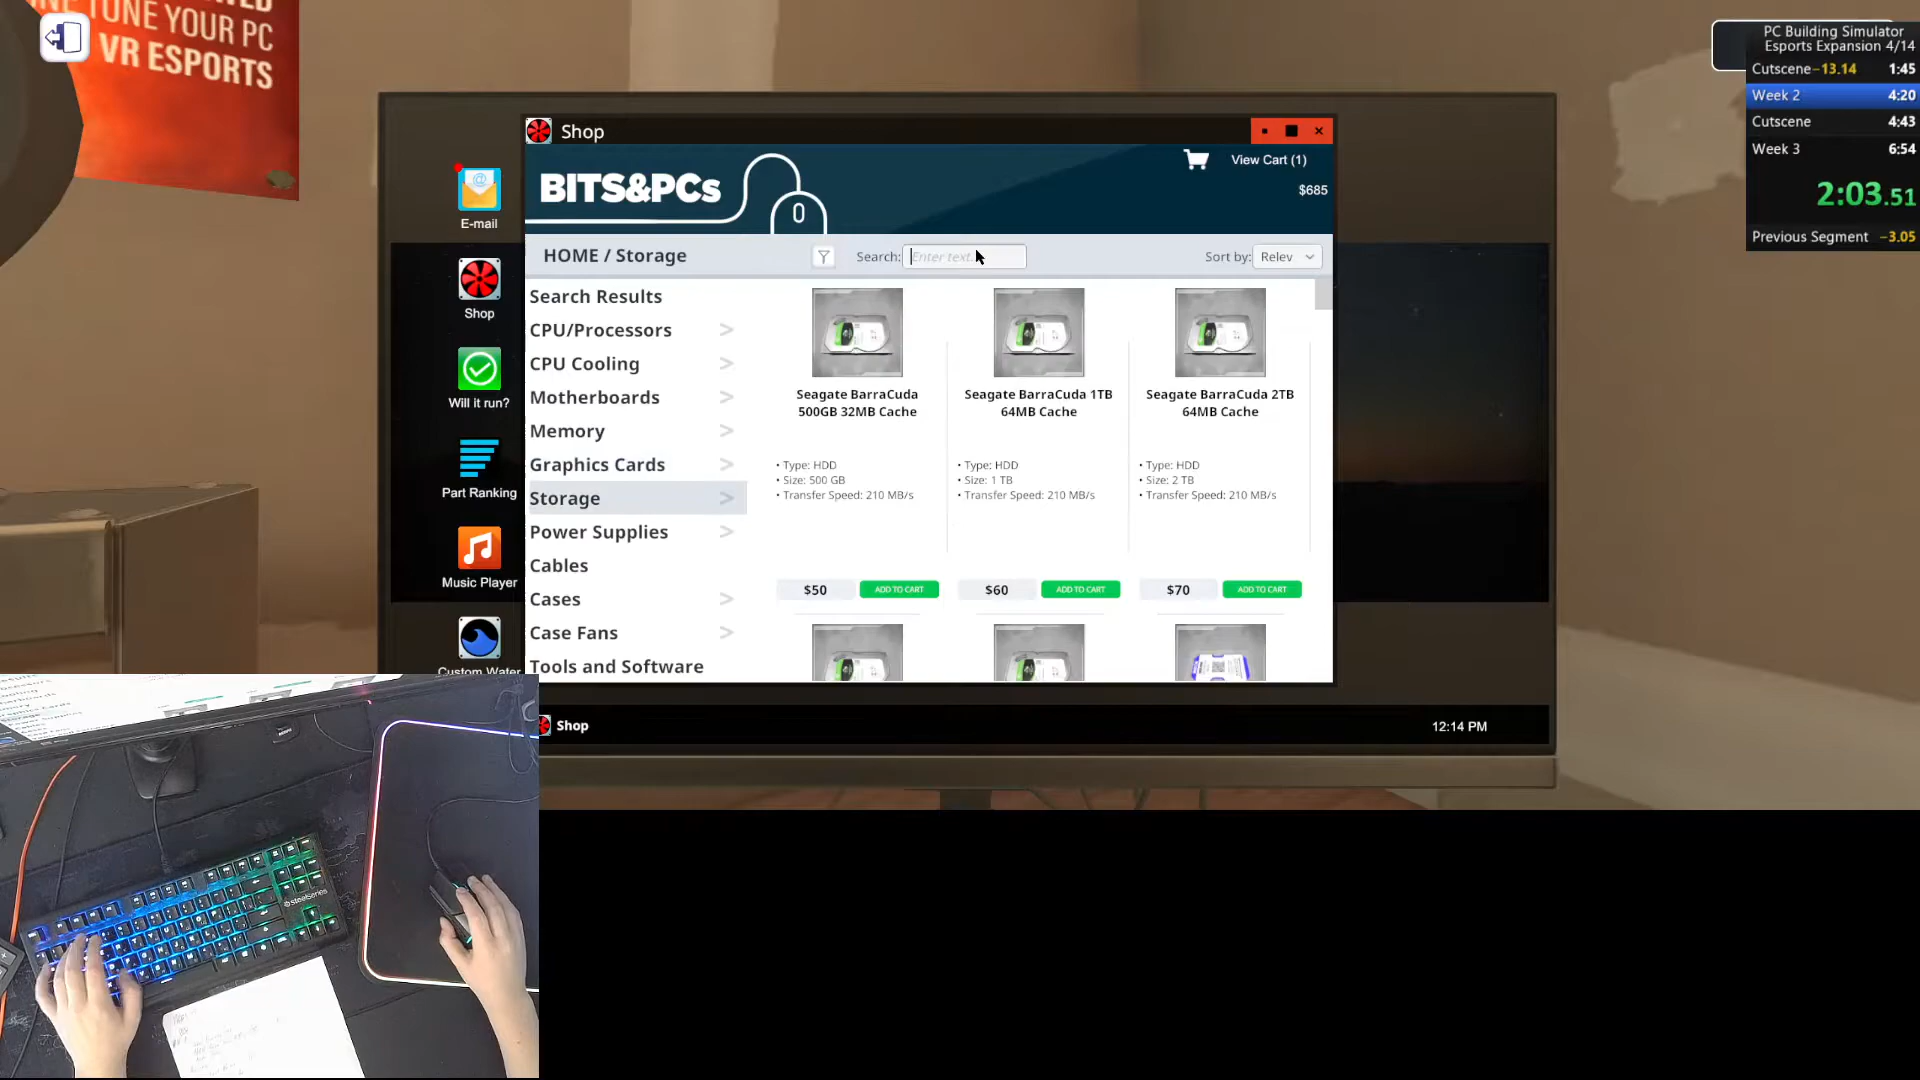 TUNE YOUR PC
VR ESPORTS
PC Building Simulator
Esports Expansion 4/14
Cutscene −13.14 1:45
Week 2 4:20
Cutscene 4:43
Week 3 6:54
2:03.51
Previous Segment −3.05
E-mail
Shop
Will it run?
Part Ranking
Music Player
Custom Water
Shop
BITS&PCs
View Cart (1)
$685
HOME / Storage
Search:
Enter text...
Sort by:
Relev
Search Results
CPU/Processors >
CPU Cooling >
Motherboards >
Memory >
Graphics Cards >
Storage >
Power Supplies >
Cables
Cases >
Case Fans >
Tools and Software
Seagate BarraCuda
500GB 32MB Cache
• Type: HDD
• Size: 500 GB
• Transfer Speed: 210 MB/s
$50
ADD TO CART
Seagate BarraCuda 1TB
64MB Cache
• Type: HDD
• Size: 1 TB
• Transfer Speed: 210 MB/s
$60
ADD TO CART
Seagate BarraCuda 2TB
64MB Cache
• Type: HDD
• Size: 2 TB
• Transfer Speed: 210 MB/s
$70
ADD TO CART
Shop
12:14 PM
steelseries